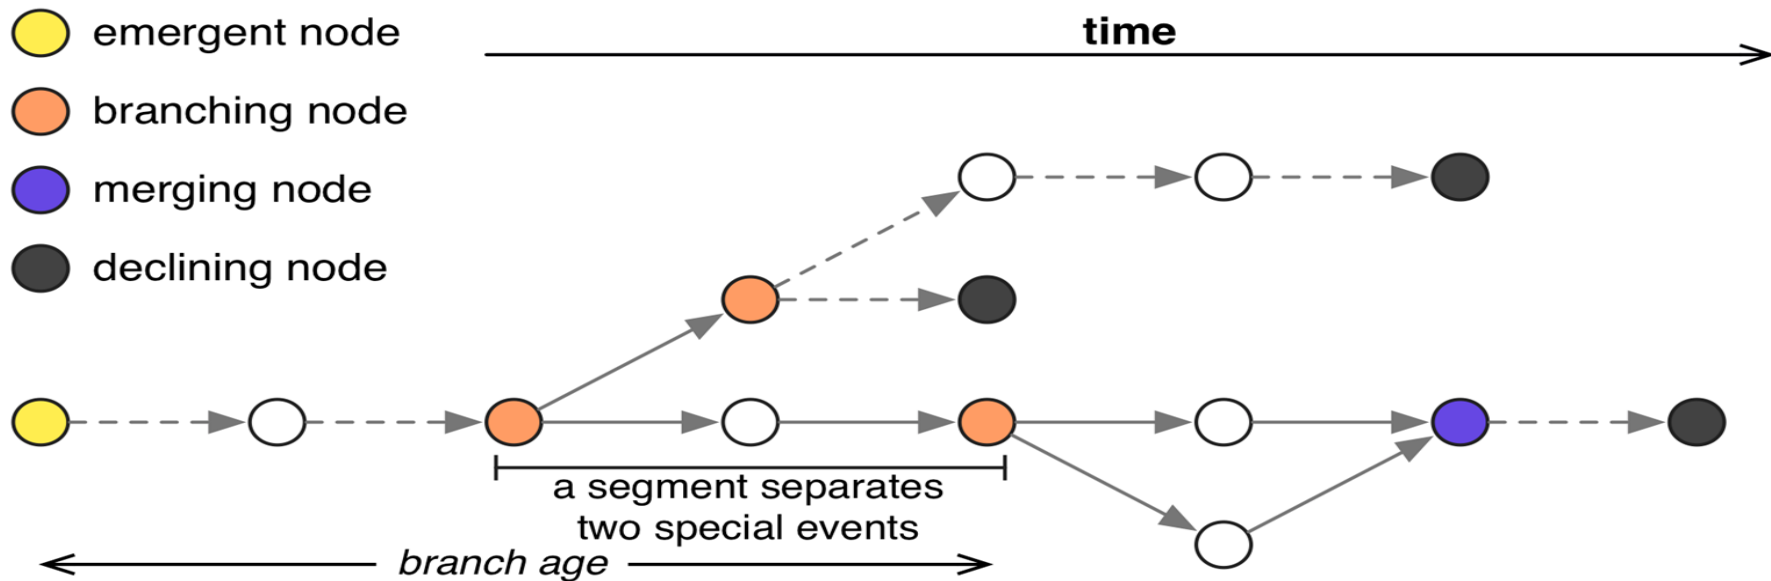 emergent node
time
branching node
merging node
declining node
a segment separates
two special events
branch age